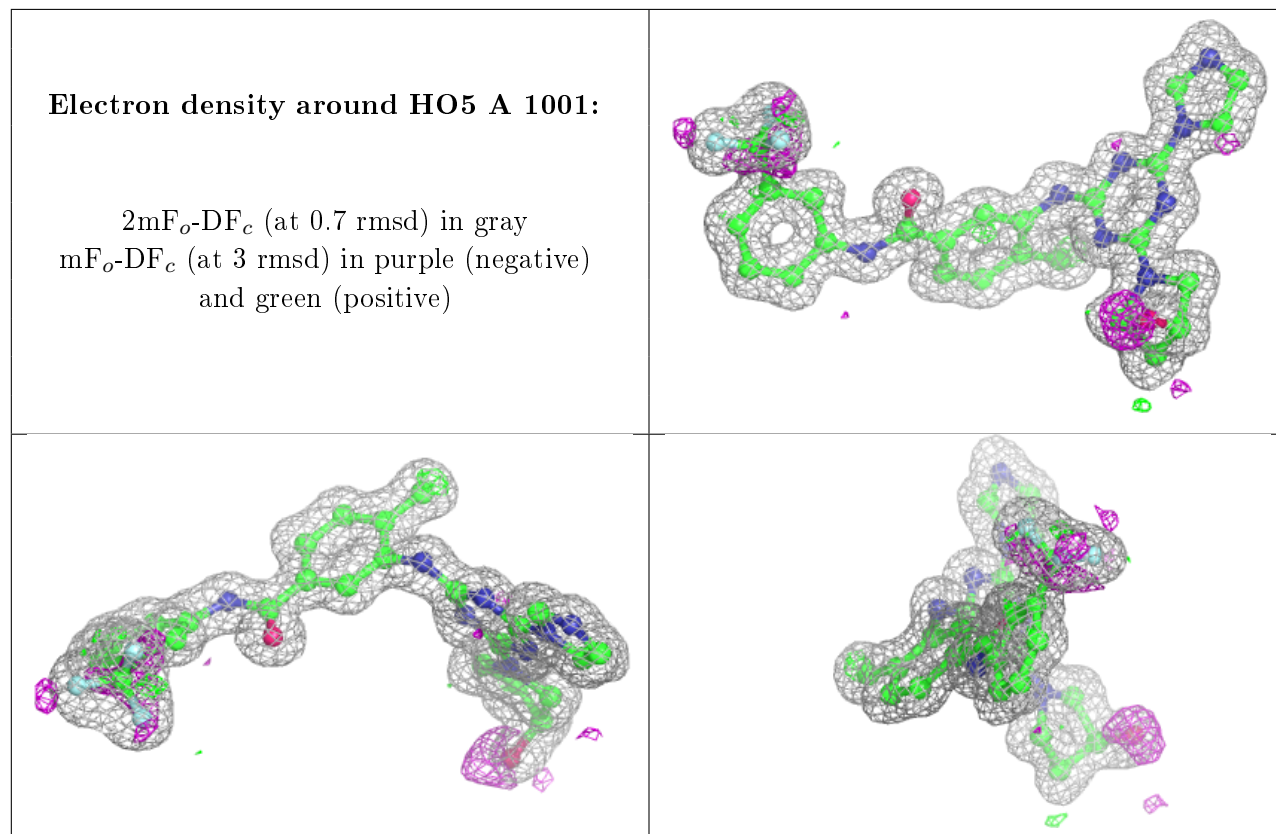 Electron density around HO5 A 1001:
2mFₒ-DF𝒸 (at 0.7 rmsd) in gray
mFₒ-DF𝒸 (at 3 rmsd) in purple (negative)
and green (positive)